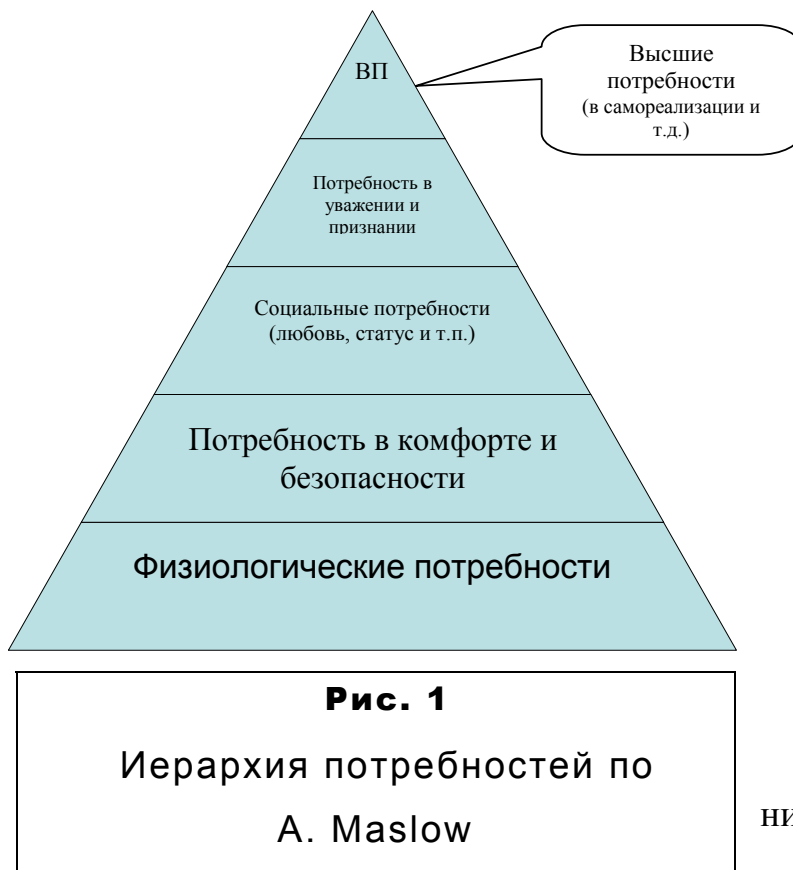 ВП
Высшие
потребности
(в самореализации и
т.д.)
Потребность в
уважении и
признании
Социальные потребности
(любовь, статус и т.п.)
Потребность в комфорте и
безопасности
Физиологические потребности
Рис. 1
Иерархия потребностей по
A. Maslow